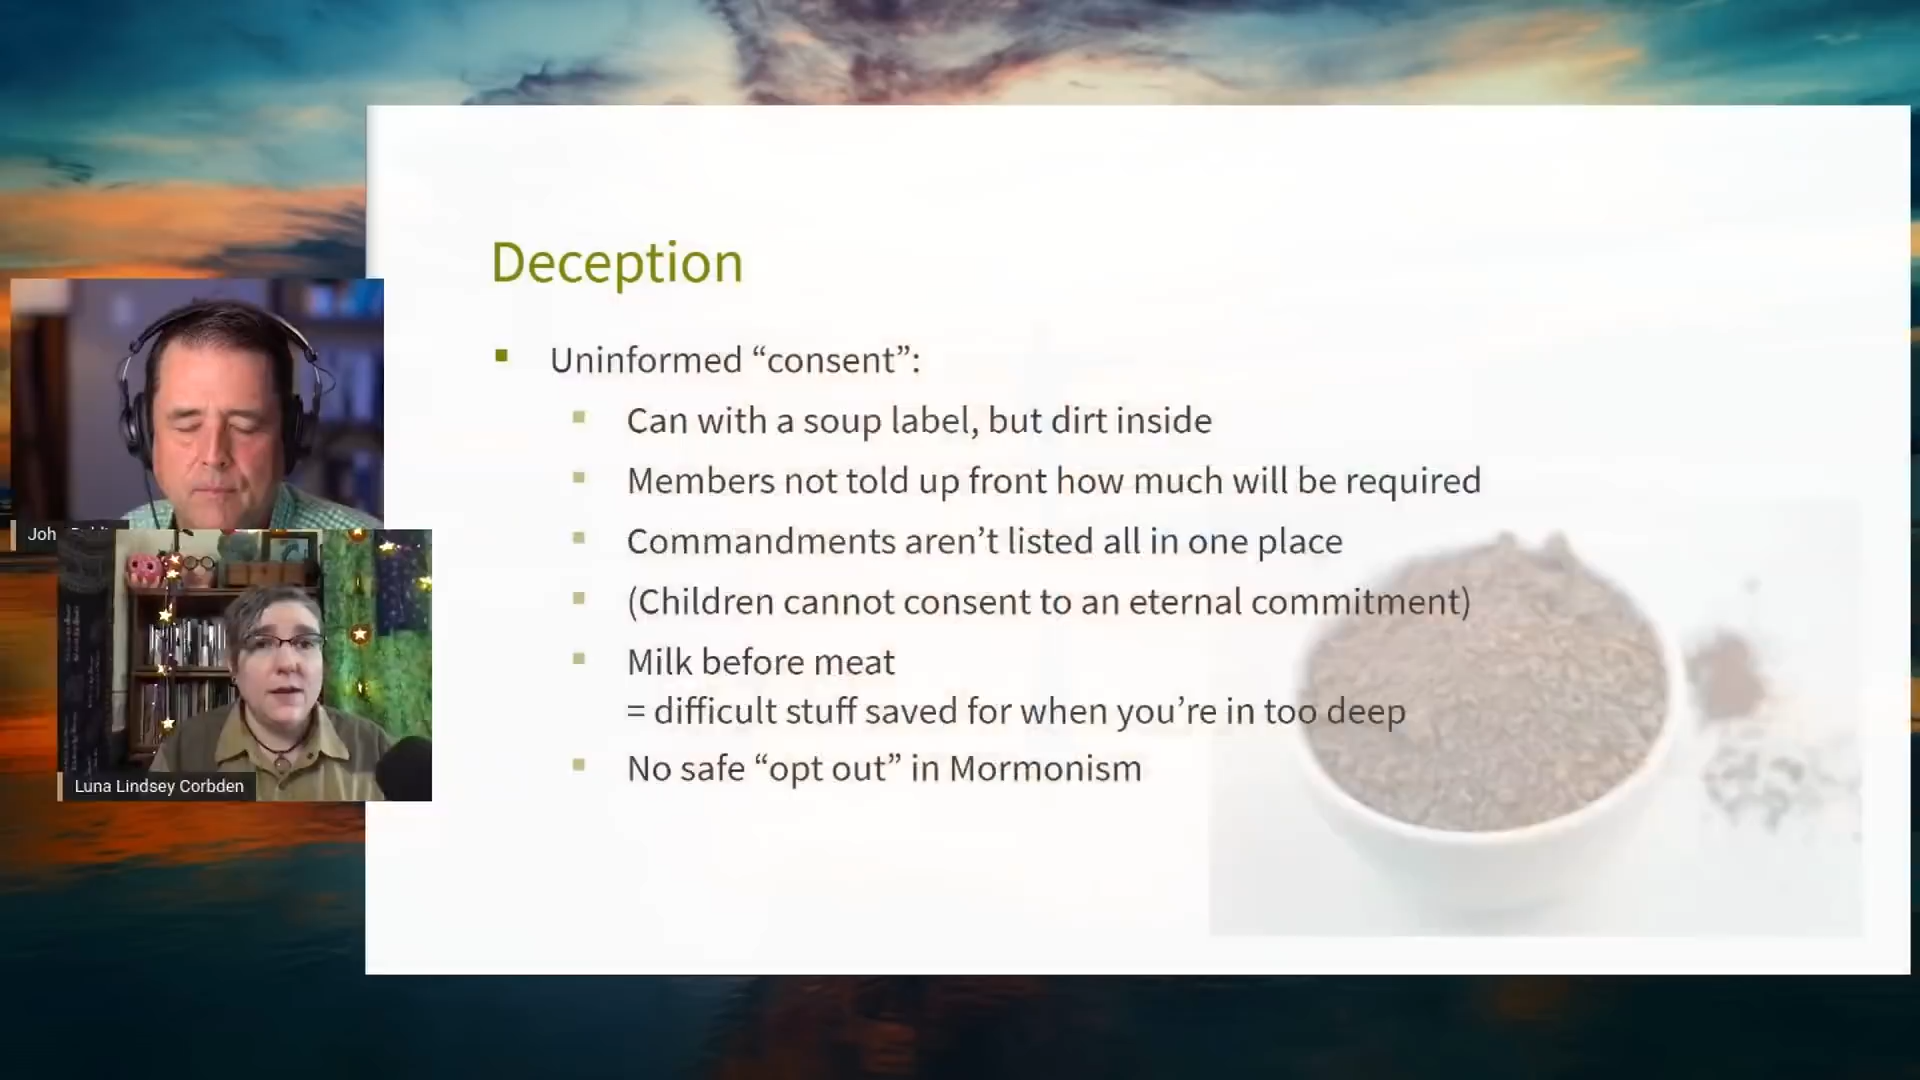 Deception
Uninformed “consent”:
Can with a soup label, but dirt inside
Members not told up front how much will be required
Commandments aren’t listed all in one place
(Children cannot consent to an eternal commitment)
Milk before meat
= difficult stuff saved for when you’re in too deep
No safe “opt out” in Mormonism
Joh
Luna Lindsey Corbden